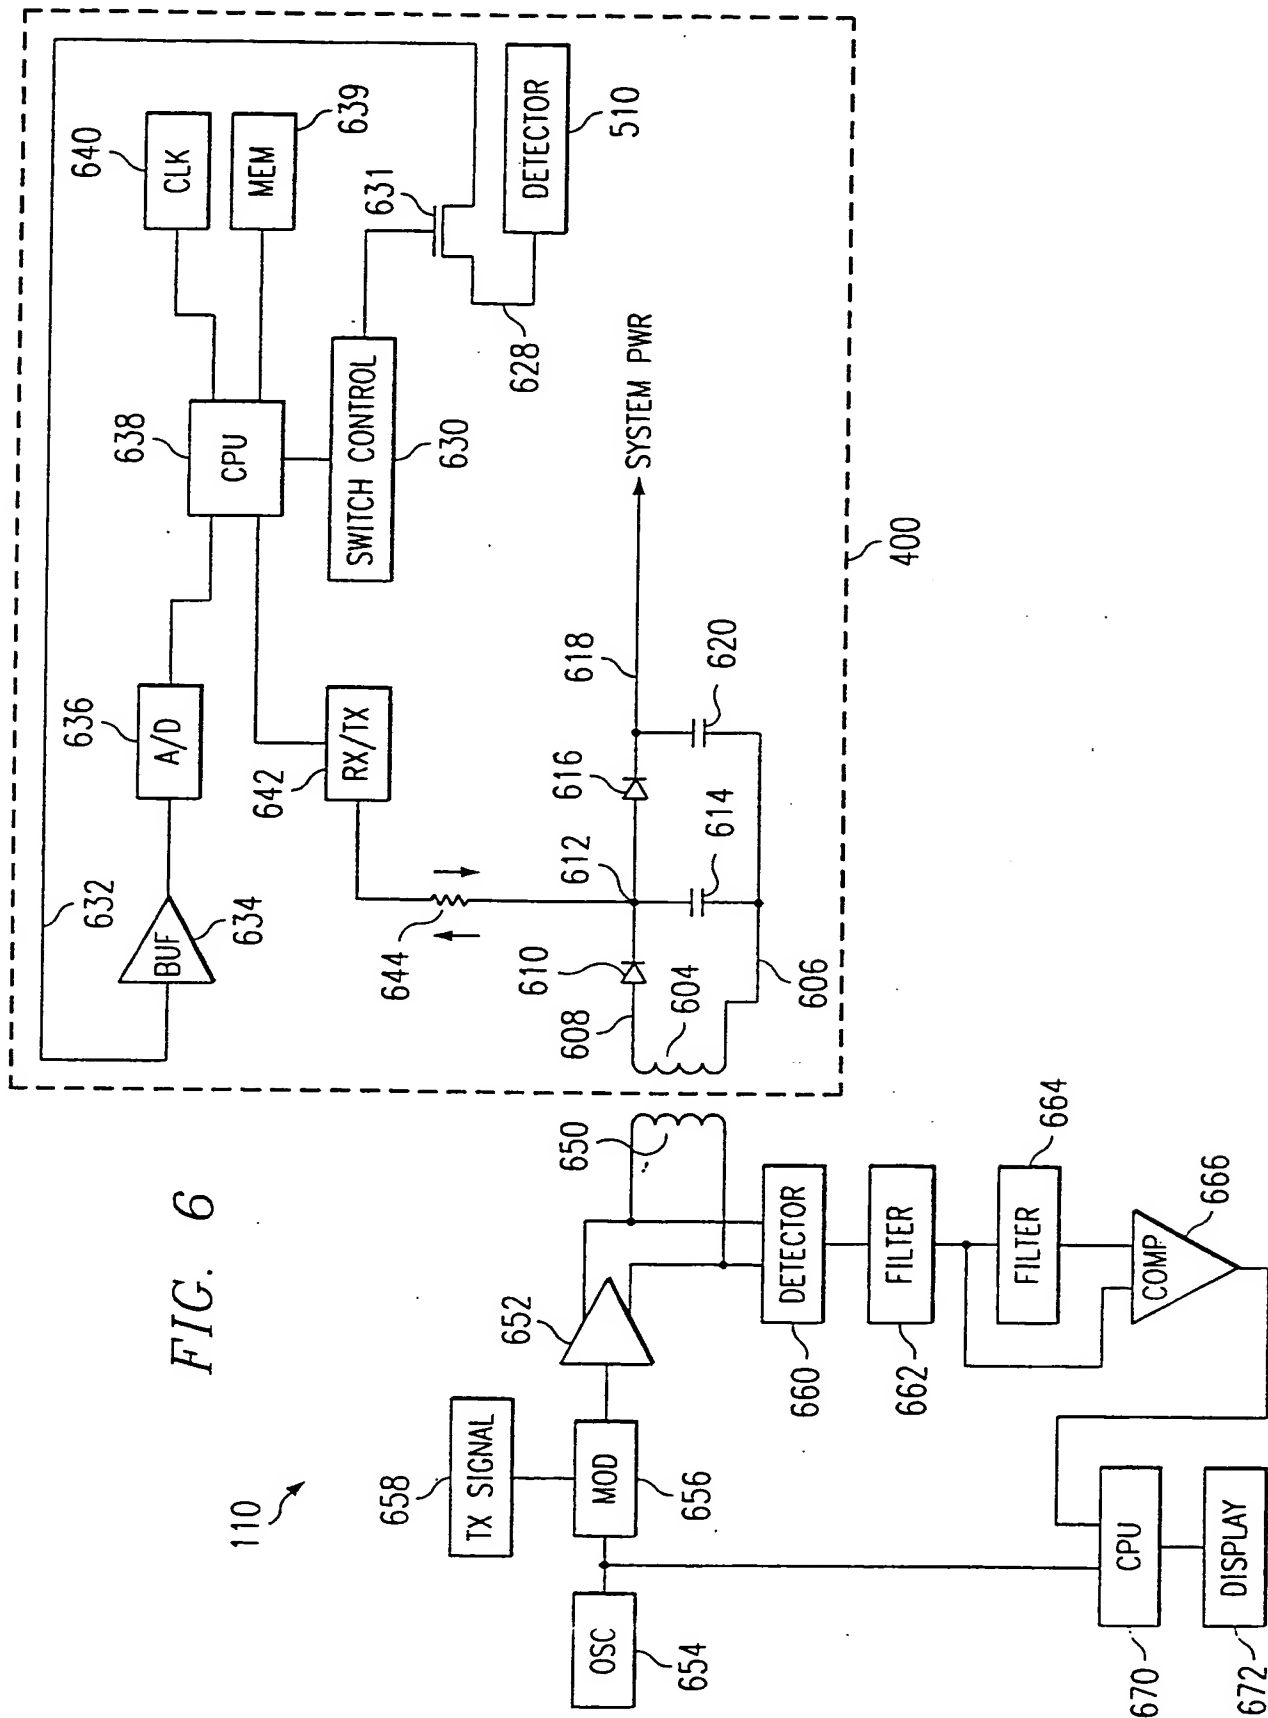 FIG. 6
110
658
TX SIGNAL
OSC
654
MOD
656
652
650
DETECTOR
660
FILTER
662
FILTER
664
COMP
666
CPU
670
DISPLAY
672
632
BUF
634
636
A/D
638
CPU
640
CLK
MEM
639
642
RX/TX
SWITCH CONTROL
630
631
628
DETECTOR
510
644
612
610
608
604
606
614
616
618
620
SYSTEM PWR
400